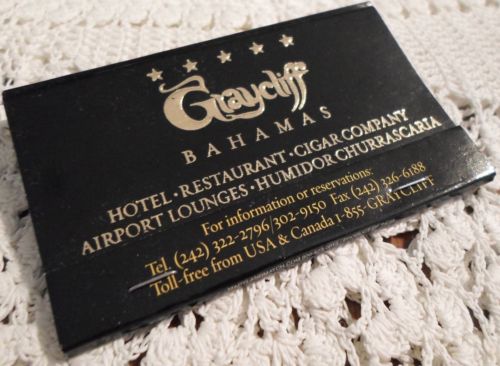 Graycliff
BAHAMAS
HOTEL · RESTAURANT · CIGAR COMPANY
AIRPORT LOUNGES · HUMIDOR CHURRASCARIA
For information or reservations:
Tel. (242) 322-2796/302-9150 Fax (242) 326-6188
Toll-free from USA & Canada 1-855-GRAYCLIFF